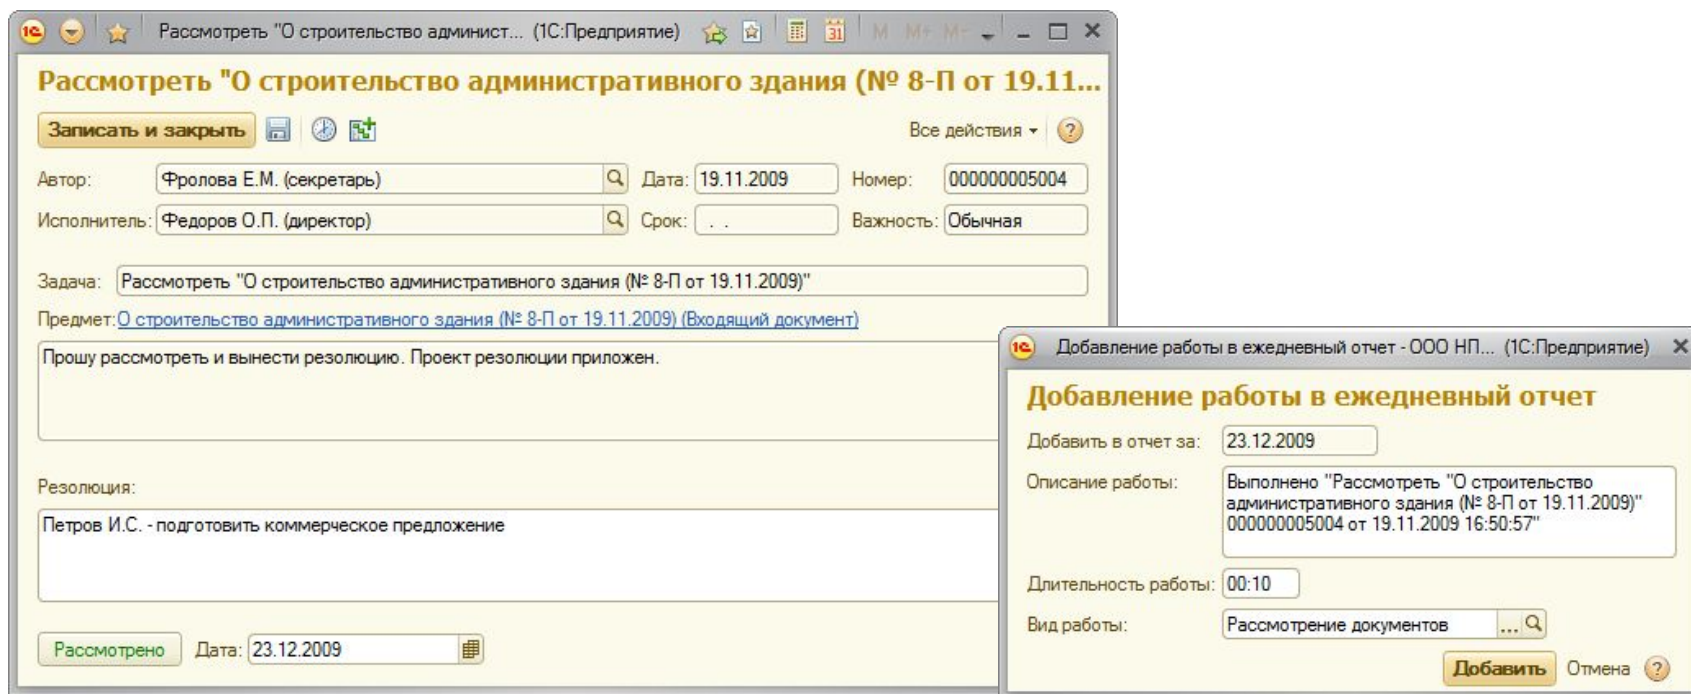 Рассмотреть "О строительство админист... (1С:Предприятие)
31 M M+ M-
Рассмотреть "О строительство административного здания (№ 8-П от 19.11...
Записать и закрыть Все действия
Автор: Фролова Е.М. (секретарь) Дата: 19.11.2009 Номер: 000000005004
Исполнитель: Федоров О.П. (директор) Срок: . . Важность: Обычная
Задача: Рассмотреть "О строительство административного здания (№ 8-П от 19.11.2009)"
Предмет: О строительство административного здания (№ 8-П от 19.11.2009) (Входящий документ)
Прошу рассмотреть и вынести резолюцию. Проект резолюции приложен.
Резолюция:
Петров И.С. - подготовить коммерческое предложение
Рассмотрено Дата: 23.12.2009
Добавление работы в ежедневный отчет - ООО НП... (1С:Предприятие)
Добавление работы в ежедневный отчет
Добавить в отчет за: 23.12.2009
Описание работы: Выполнено "Рассмотреть "О строительство
административного здания (№ 8-П от 19.11.2009)"
000000005004 от 19.11.2009 16:50:57"
Длительность работы: 00:10
Вид работы: Рассмотрение документов ...
Добавить Отмена ?